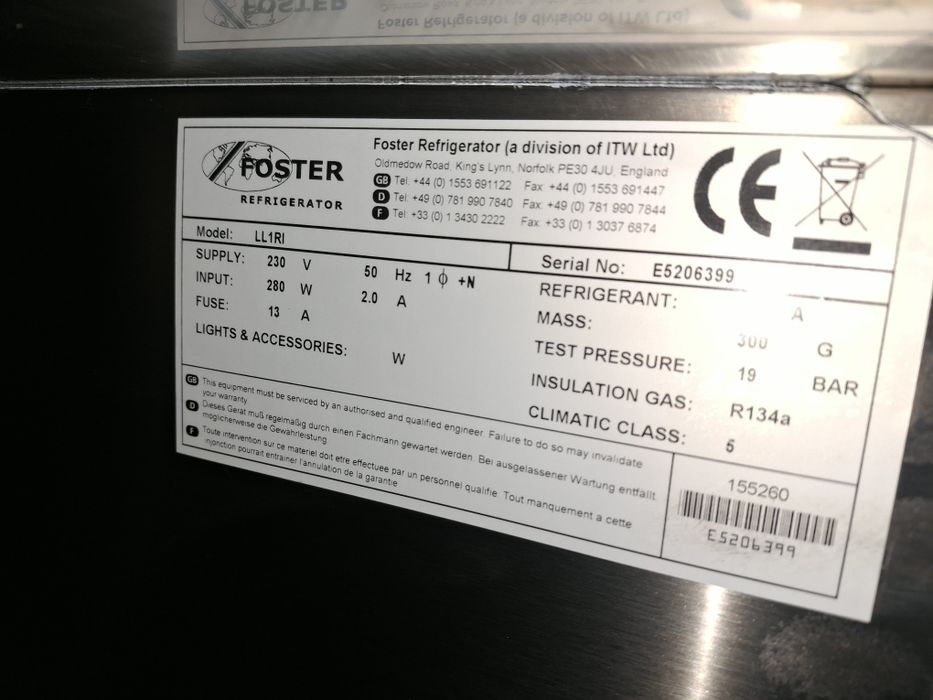 Foster Refrigerator (a division of ITW Ltd)
FOSTER
REFRIGERATOR
Foster Refrigerator (a division of ITW Ltd)
Oldmedow Road, King's Lynn, Norfolk PE30 4JU, England
GB Tel: +44 (0) 1553 691122 Fax: +44 (0) 1553 691447
D Tel: +49 (0) 781 990 7840 Fax: +49 (0) 781 990 7844
F Tel: +33 (0) 1 3430 2222 Fax: +33 (0) 1 3037 6874
CE
Model: LL1RI
Serial No: E5206399
SUPPLY: 230 V 50 Hz 1 ϕ +N
INPUT: 280 W 2.0 A
FUSE: 13 A
LIGHTS & ACCESSORIES: W
REFRIGERANT: A
MASS: 300 G
TEST PRESSURE: 19 BAR
INSULATION GAS: R134a
CLIMATIC CLASS: 5
GB This equipment must be serviced by an authorised and qualified engineer. Failure to do so may invalidate
your warranty
D Dieses Gerät muß regelmäßig durch einen Fachmann gewartet werden. Bei ausgelassener Wartung entfällt
möglicherweise die Gewährleistung
F Toute intervention sur ce materiel doit etre effectuee par un personnel qualifie. Tout manquement a cette
injonction pourrait entrainer l'annulation de la garantie
155260
E5206399